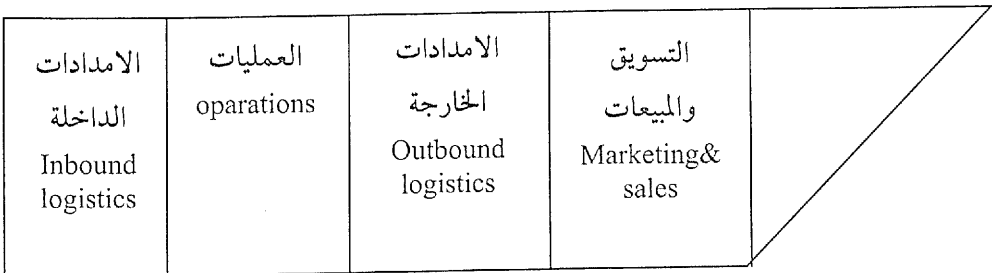 الامدادات
الداخلة
Inbound
logistics
العمليات
oparations
الامدادات
الخارجة
Outbound
logistics
التسويق
والمبيعات
Marketing&
sales